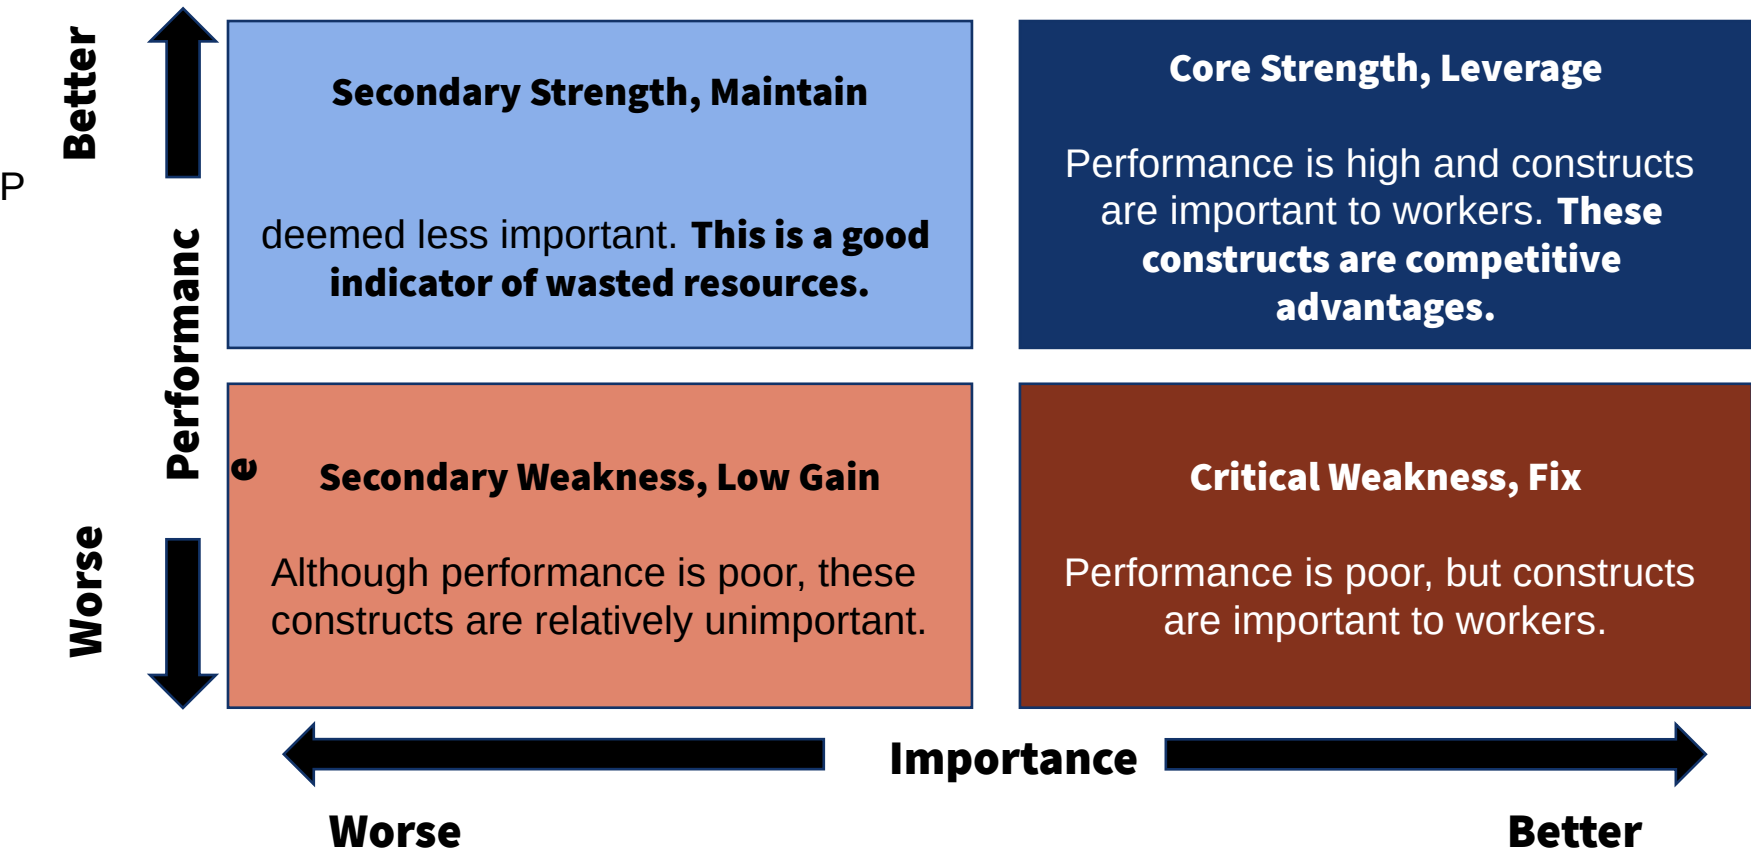 Better
P
Performanc
e
Worse
Secondary Strength, Maintain
deemed less important. This is a good
indicator of wasted resources.
Core Strength, Leverage
Performance is high and constructs
are important to workers. These
constructs are competitive
advantages.
Secondary Weakness, Low Gain
Although performance is poor, these
constructs are relatively unimportant.
Critical Weakness, Fix
Performance is poor, but constructs
are important to workers.
Importance
Worse
Better